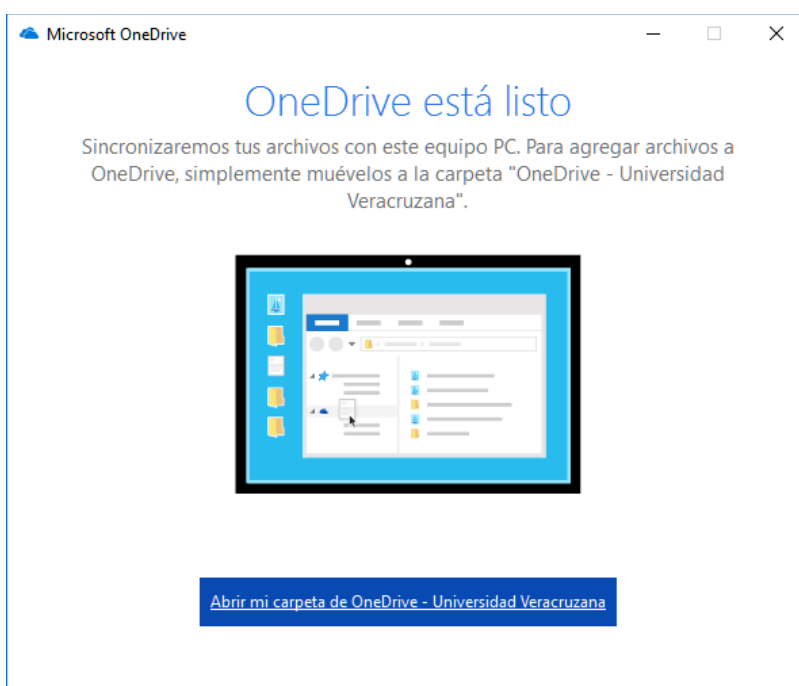 Microsoft OneDrive
OneDrive está listo
Sincronizaremos tus archivos con este equipo PC. Para agregar archivos a
OneDrive, simplemente muévelos a la carpeta "OneDrive - Universidad
Veracruzana".
Abrir mi carpeta de OneDrive - Universidad Veracruzana